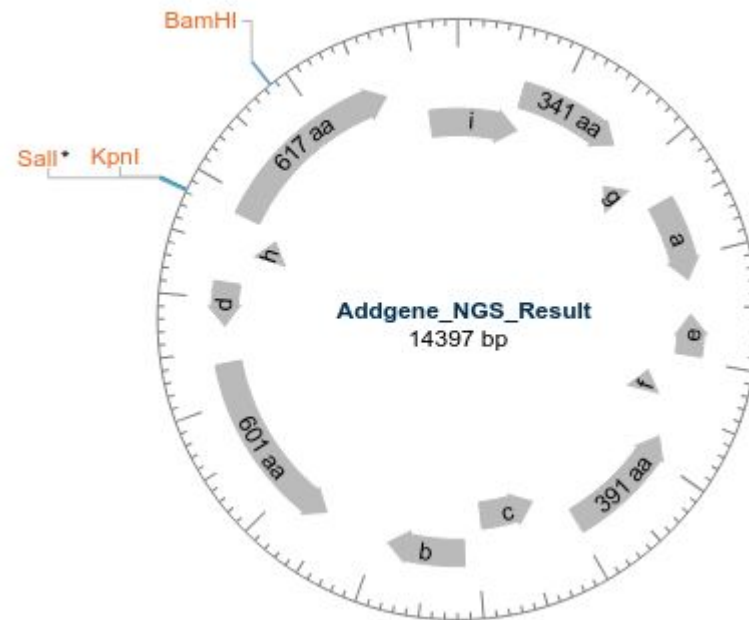 BamHI
SalI* KpnI
617 aa
i
341 aa
g
a
h
d
Addgene_NGS_Result
14397 bp
e
f
601 aa
391 aa
c
b